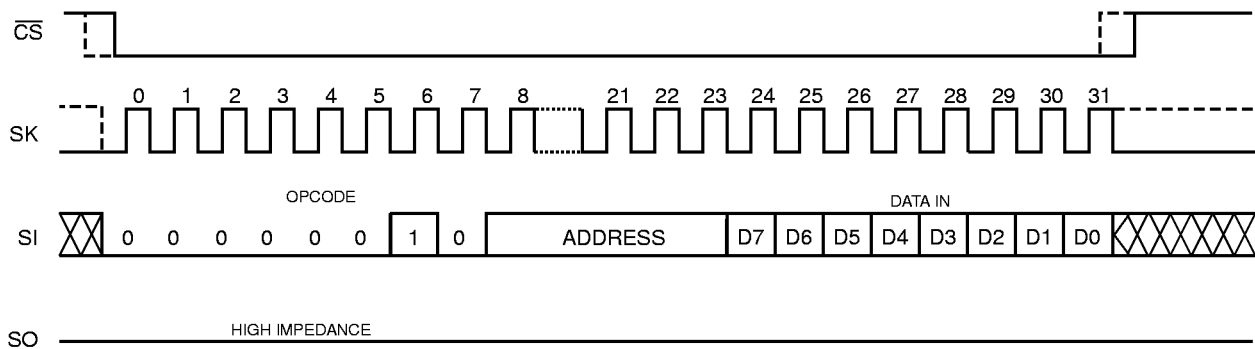 C̅S̅
0 1 2 3 4 5 6 7 8 21 22 23 24 25 26 27 28 29 30 31
SK
OPCODE DATA IN
SI 0 0 0 0 0 0 1 0 ADDRESS D7 D6 D5 D4 D3 D2 D1 D0
HIGH IMPEDANCE
SO